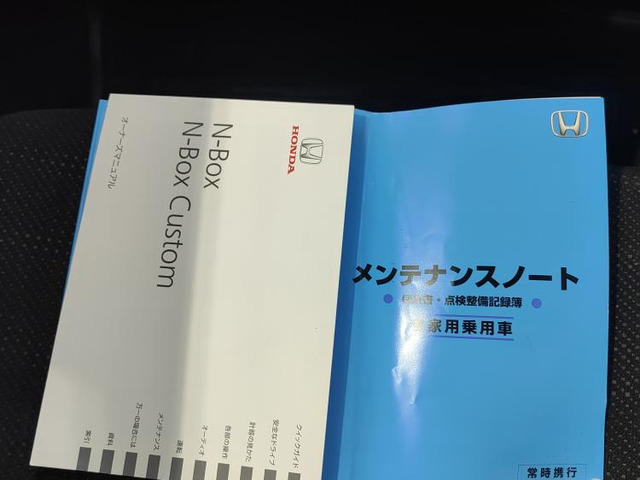 HONDA
N-Box
N-Box Custom
オーナーズマニュアル
クイックガイド
安全なドライブ
計器の見かた
各部の操作
オーディオ
運転
メンテナンス
万一の場合には
資料
索引
メンテナンスノート
・点検整備記録簿
家用乗用車
常時携行